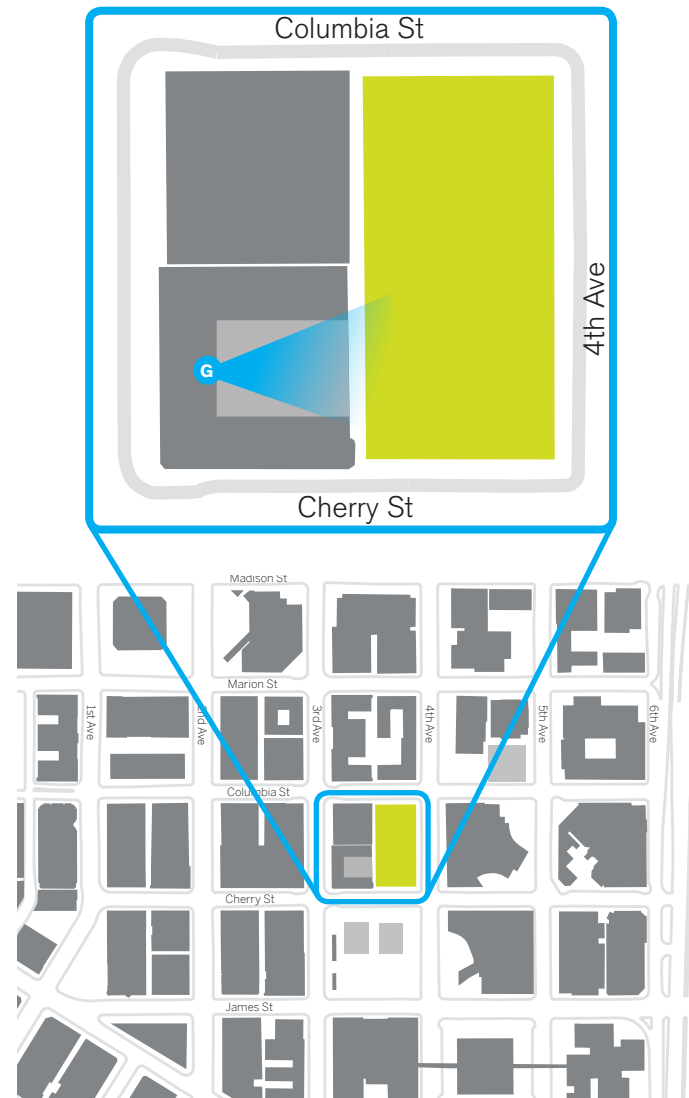 Columbia St
4th Ave
G
Cherry St
Madison St
Marion St
1st Ave
2nd Ave
3rd Ave
4th Ave
5th Ave
6th Ave
Columbia St
Cherry St
James St